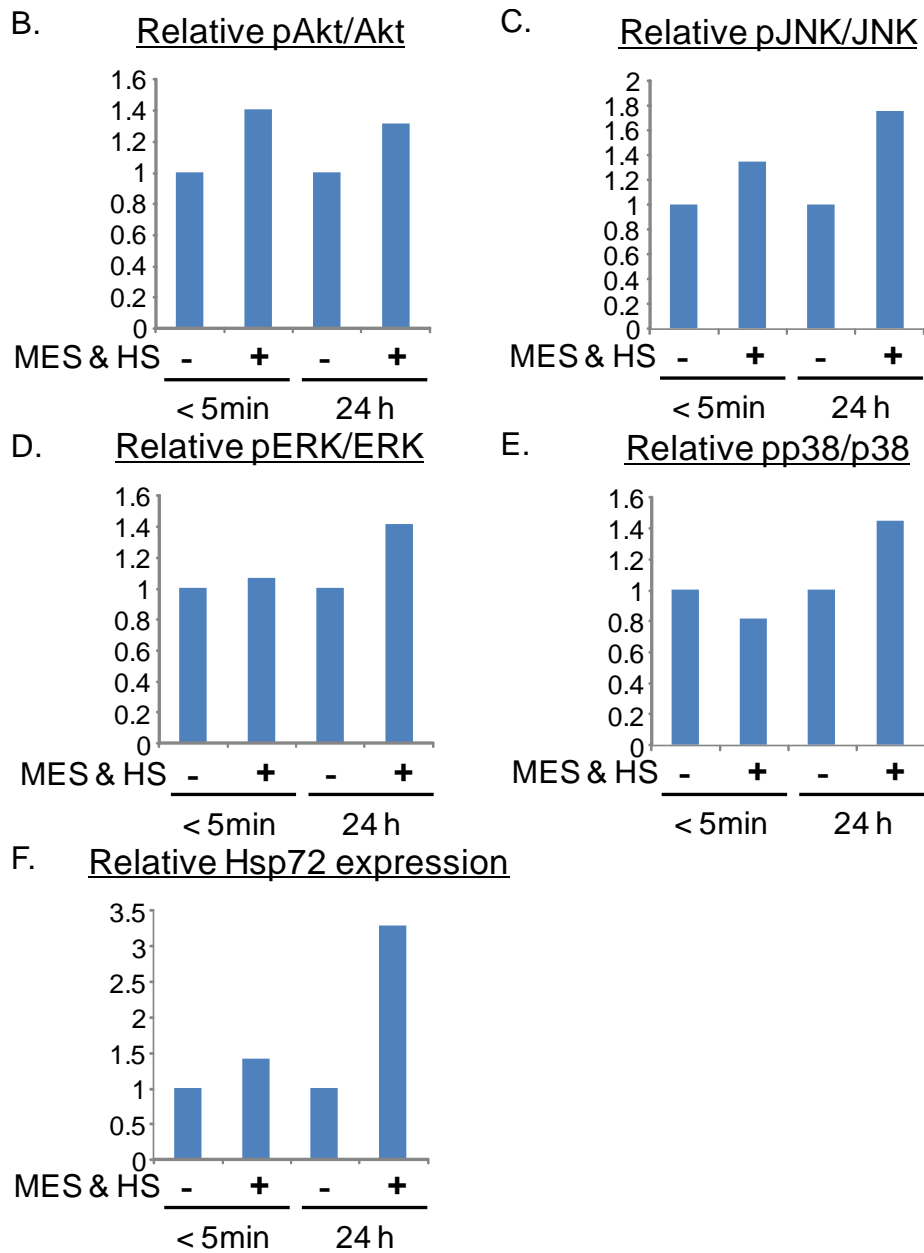 B.
Relative pAkt/Akt
1.6
1.4
1.2
1
0.8
0.6
0.4
0.2
0
MES & HS - + - +
< 5min 24 h
C.
Relative pJNK/JNK
2
1.8
1.6
1.4
1.2
1
0.8
0.6
0.4
0.2
0
MES & HS - + - +
< 5min 24 h
D.
Relative pERK/ERK
1.6
1.4
1.2
1
0.8
0.6
0.4
0.2
0
MES & HS - + - +
< 5min 24 h
E.
Relative pp38/p38
1.6
1.4
1.2
1
0.8
0.6
0.4
0.2
0
MES & HS - + - +
< 5min 24 h
F.
Relative Hsp72 expression
3.5
3
2.5
2
1.5
1
0.5
0
MES & HS - + - +
< 5min 24 h